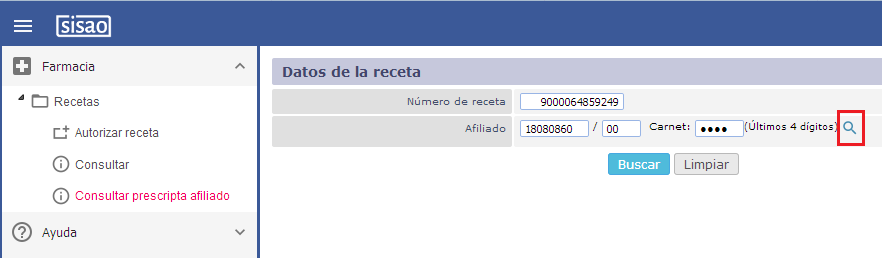 sisao
Farmacia
Recetas
Autorizar receta
Consultar
Consultar prescripta afiliado
Ayuda
Datos de la receta
Número de receta 9000064859249
Afiliado 18080860 / 00 Carnet: ●●●● (Últimos 4 dígitos)
Buscar Limpiar